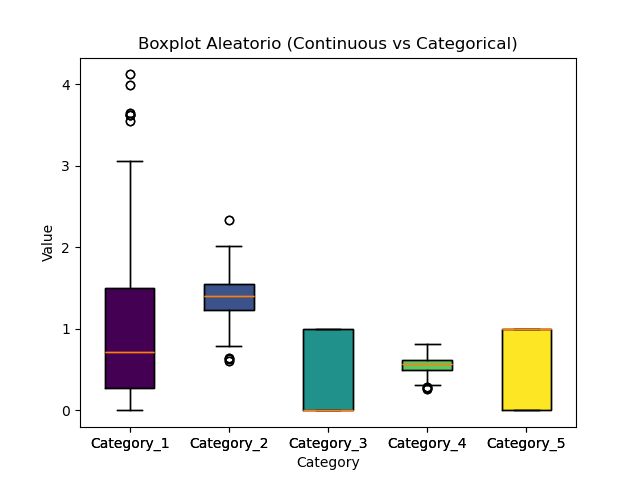 Boxplot Aleatorio (Continuous vs Categorical)
4
3
2
1
0
Value
Category_1 Category_2 Category_3 Category_4 Category_5
Category